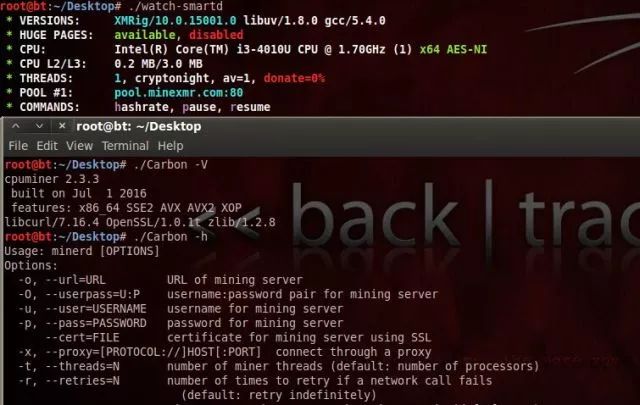 root@bt:~/Desktop# ./watch-smartd
* VERSIONS: XMRig/10.0.15001.0 libuv/1.8.0 gcc/5.4.0
* HUGE PAGES: available, disabled
* CPU: Intel(R) Core(TM) i3-4010U CPU @ 1.70GHz (1) x64 AES-NI
* CPU L2/L3: 0.2 MB/3.0 MB
* THREADS: 1, cryptonight, av=1, donate=0%
* POOL #1: pool.minexmr.com:80
* COMMANDS: hashrate, pause, resume
root@bt: ~/Desktop
File Edit View Terminal Help
root@bt:~/Desktop# ./Carbon -V
cpuminer 2.3.3
built on Jul 1 2016
features: x86_64 SSE2 AVX AVX2 XOP
libcurl/7.16.4 OpenSSL/1.0.1t zlib/1.2.8
<< back | trac
root@bt:~/Desktop# ./Carbon -h
Usage: minerd [OPTIONS]
Options:
-o, --url=URL URL of mining server
-O, --userpass=U:P username:password pair for mining server
-u, --user=USERNAME username for mining server
-p, --pass=PASSWORD password for mining server
--cert=FILE certificate for mining server using SSL
-x, --proxy=[PROTOCOL://]HOST[:PORT] connect through a proxy
-t, --threads=N number of miner threads (default: number of processors)
-r, --retries=N number of times to retry if a network call fails
(default: retry indefinitely)